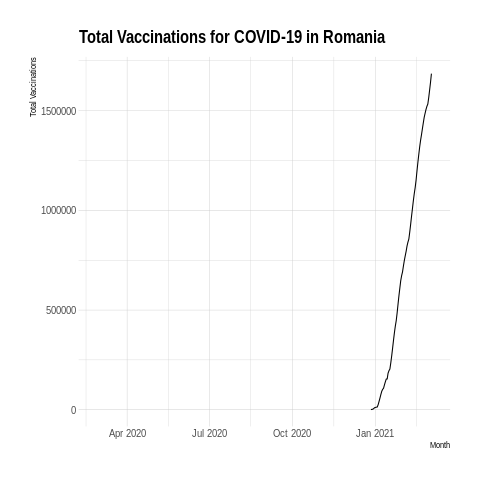 Total Vaccinations for COVID-19 in Romania
Total Vaccinations
1500000
1000000
500000
0
Apr 2020 Jul 2020 Oct 2020 Jan 2021
Month